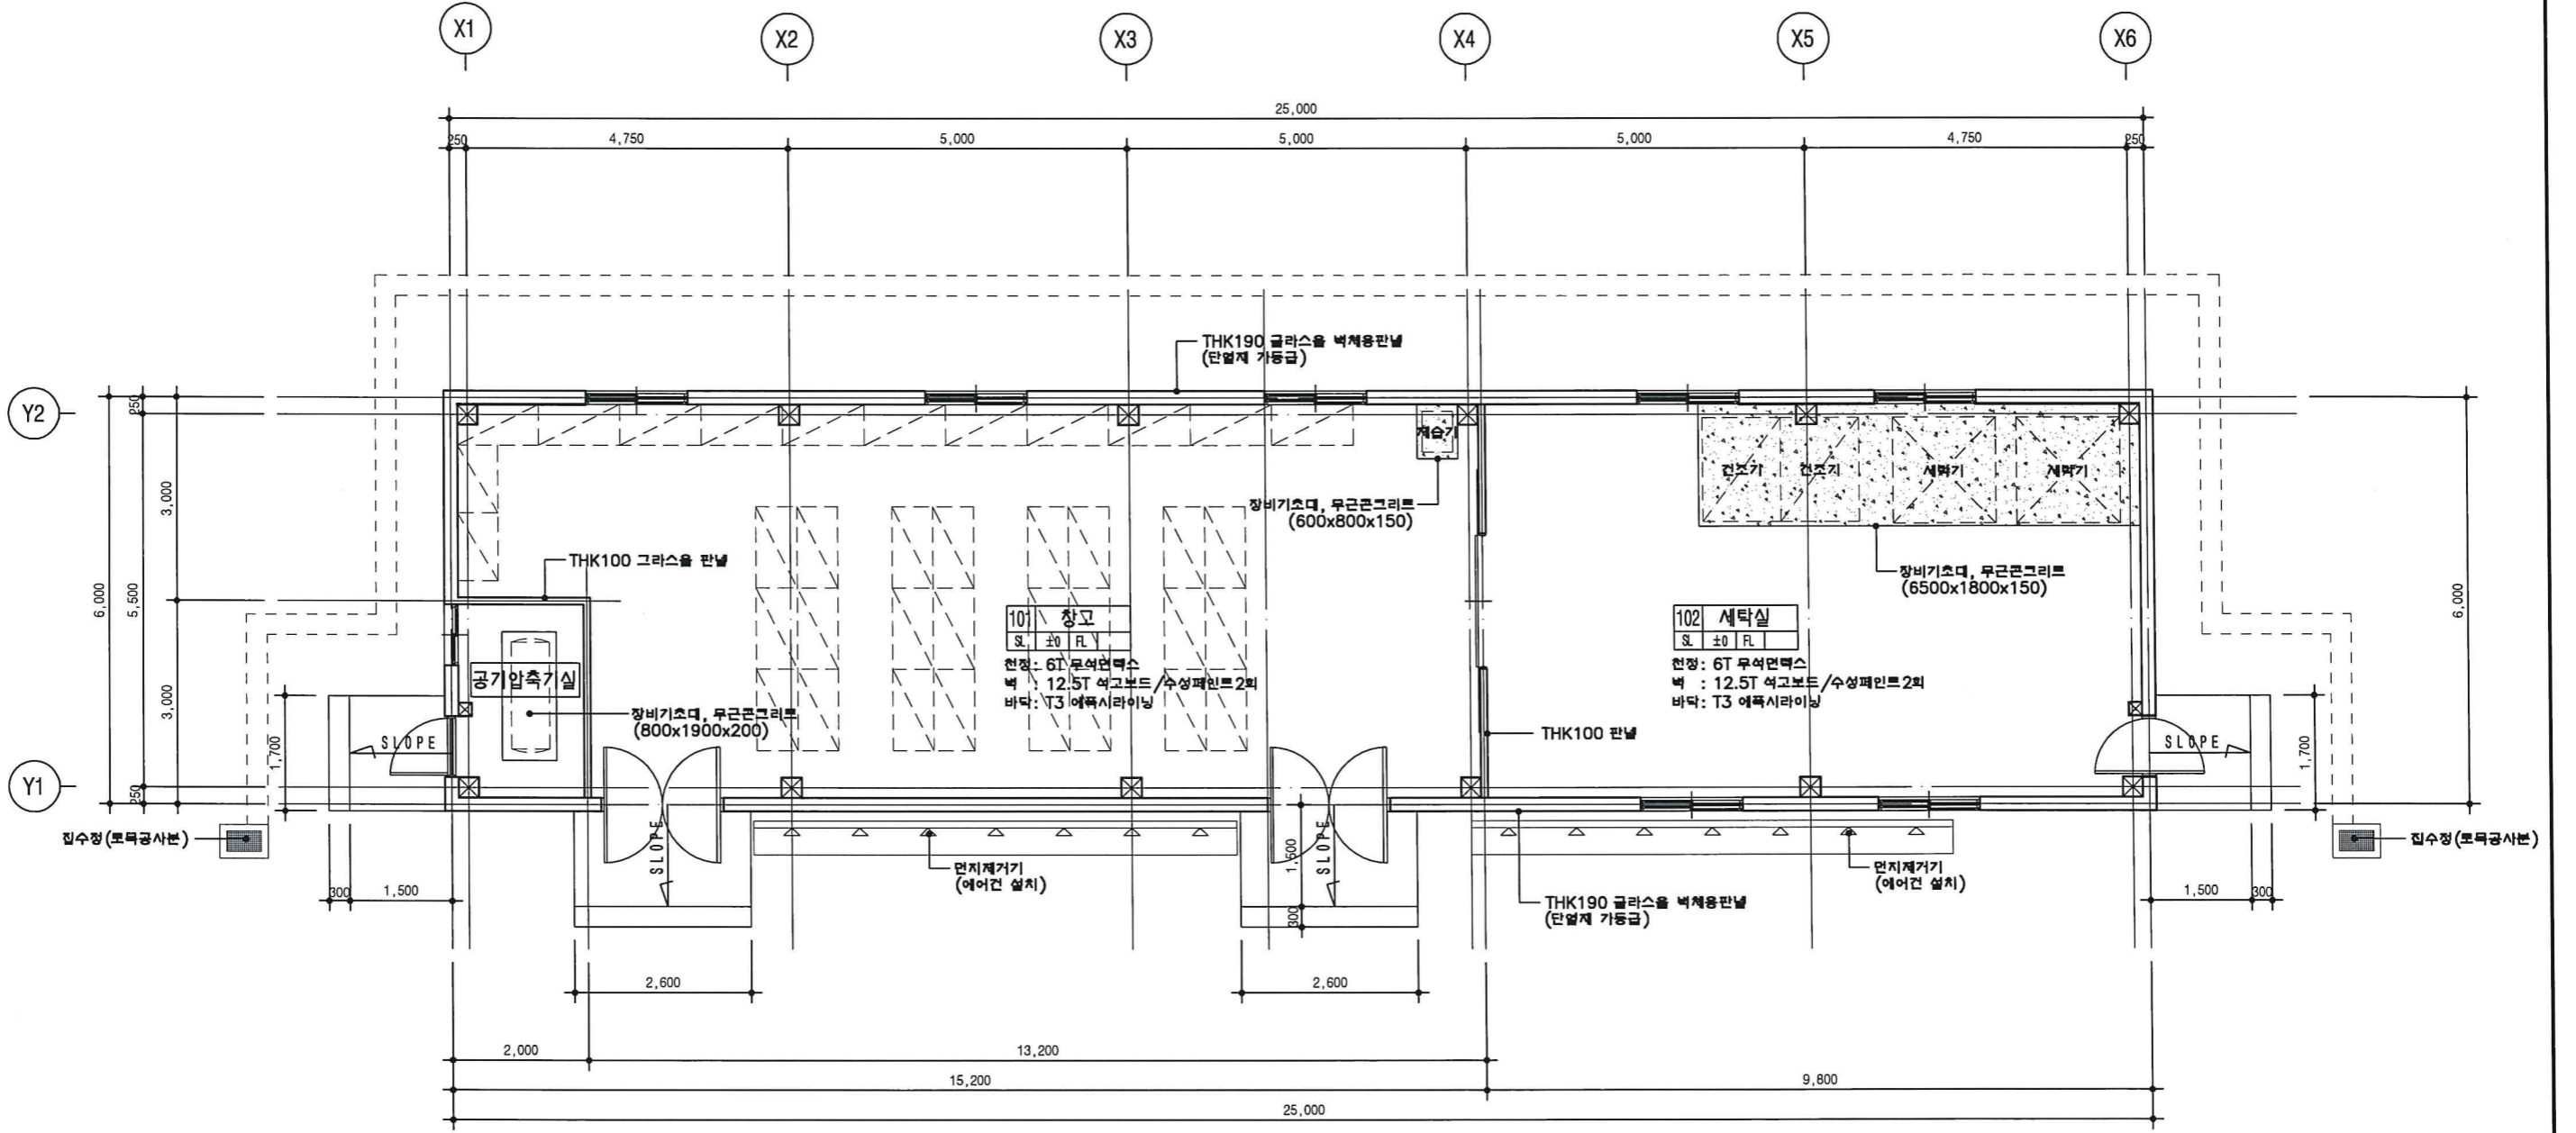 X1
X2
X3
X4
X5
X6
25,000
250
4,750
5,000
5,000
5,000
4,750
250
THK190 글라스울 벽체용판넬
(단열재 가등급)
Y2
250
제습기
건조기
건조기
세탁기
세탁기
3,000
장비기초대, 무근콘크리트
(600x800x150)
THK100 그라스울 판넬
장비기초대, 무근콘크리트
(6500x1800x150)
6,000
5,500
6,000
101 창고
SL ±0 FL
천정: 6T 무석면텍스
벽 : 12.5T 석고보드/수성페인트2회
바닥: T3 에폭시라이닝
102 세탁실
SL ±0 FL
천정: 6T 무석면텍스
벽 : 12.5T 석고보드/수성페인트2회
바닥: T3 에폭시라이닝
공기압축기실
3,000
장비기초대, 무근콘크리트
(800x1900x200)
THK100 판넬
1,700
SLOPE
SLOPE
1,700
Y1
250
집수정(토목공사분)
SLOPE
1,500
SLOPE
집수정(토목공사분)
먼지제거기
(에어건 설치)
먼지제거기
(에어건 설치)
300
1,500
300
THK190 글라스울 벽체용판넬
(단열재 가등급)
1,500
300
2,600
2,600
2,000
13,200
15,200
9,800
25,000